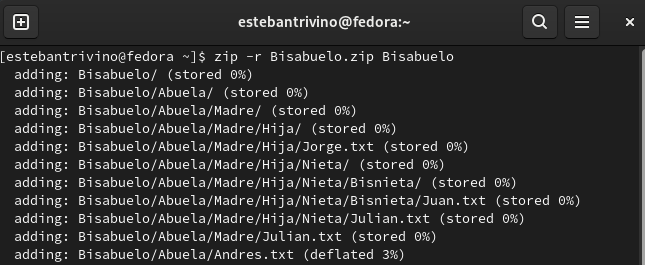 estebantrivino@fedora:~
[estebantrivino@fedora ~]$ zip -r Bisabuelo.zip Bisabuelo
adding: Bisabuelo/ (stored 0%)
adding: Bisabuelo/Abuela/ (stored 0%)
adding: Bisabuelo/Abuela/Madre/ (stored 0%)
adding: Bisabuelo/Abuela/Madre/Hija/ (stored 0%)
adding: Bisabuelo/Abuela/Madre/Hija/Jorge.txt (stored 0%)
adding: Bisabuelo/Abuela/Madre/Hija/Nieta/ (stored 0%)
adding: Bisabuelo/Abuela/Madre/Hija/Nieta/Bisnieta/ (stored 0%)
adding: Bisabuelo/Abuela/Madre/Hija/Nieta/Bisnieta/Juan.txt (stored 0%)
adding: Bisabuelo/Abuela/Madre/Hija/Nieta/Julian.txt (stored 0%)
adding: Bisabuelo/Abuela/Madre/Julian.txt (stored 0%)
adding: Bisabuelo/Abuela/Andres.txt (deflated 3%)